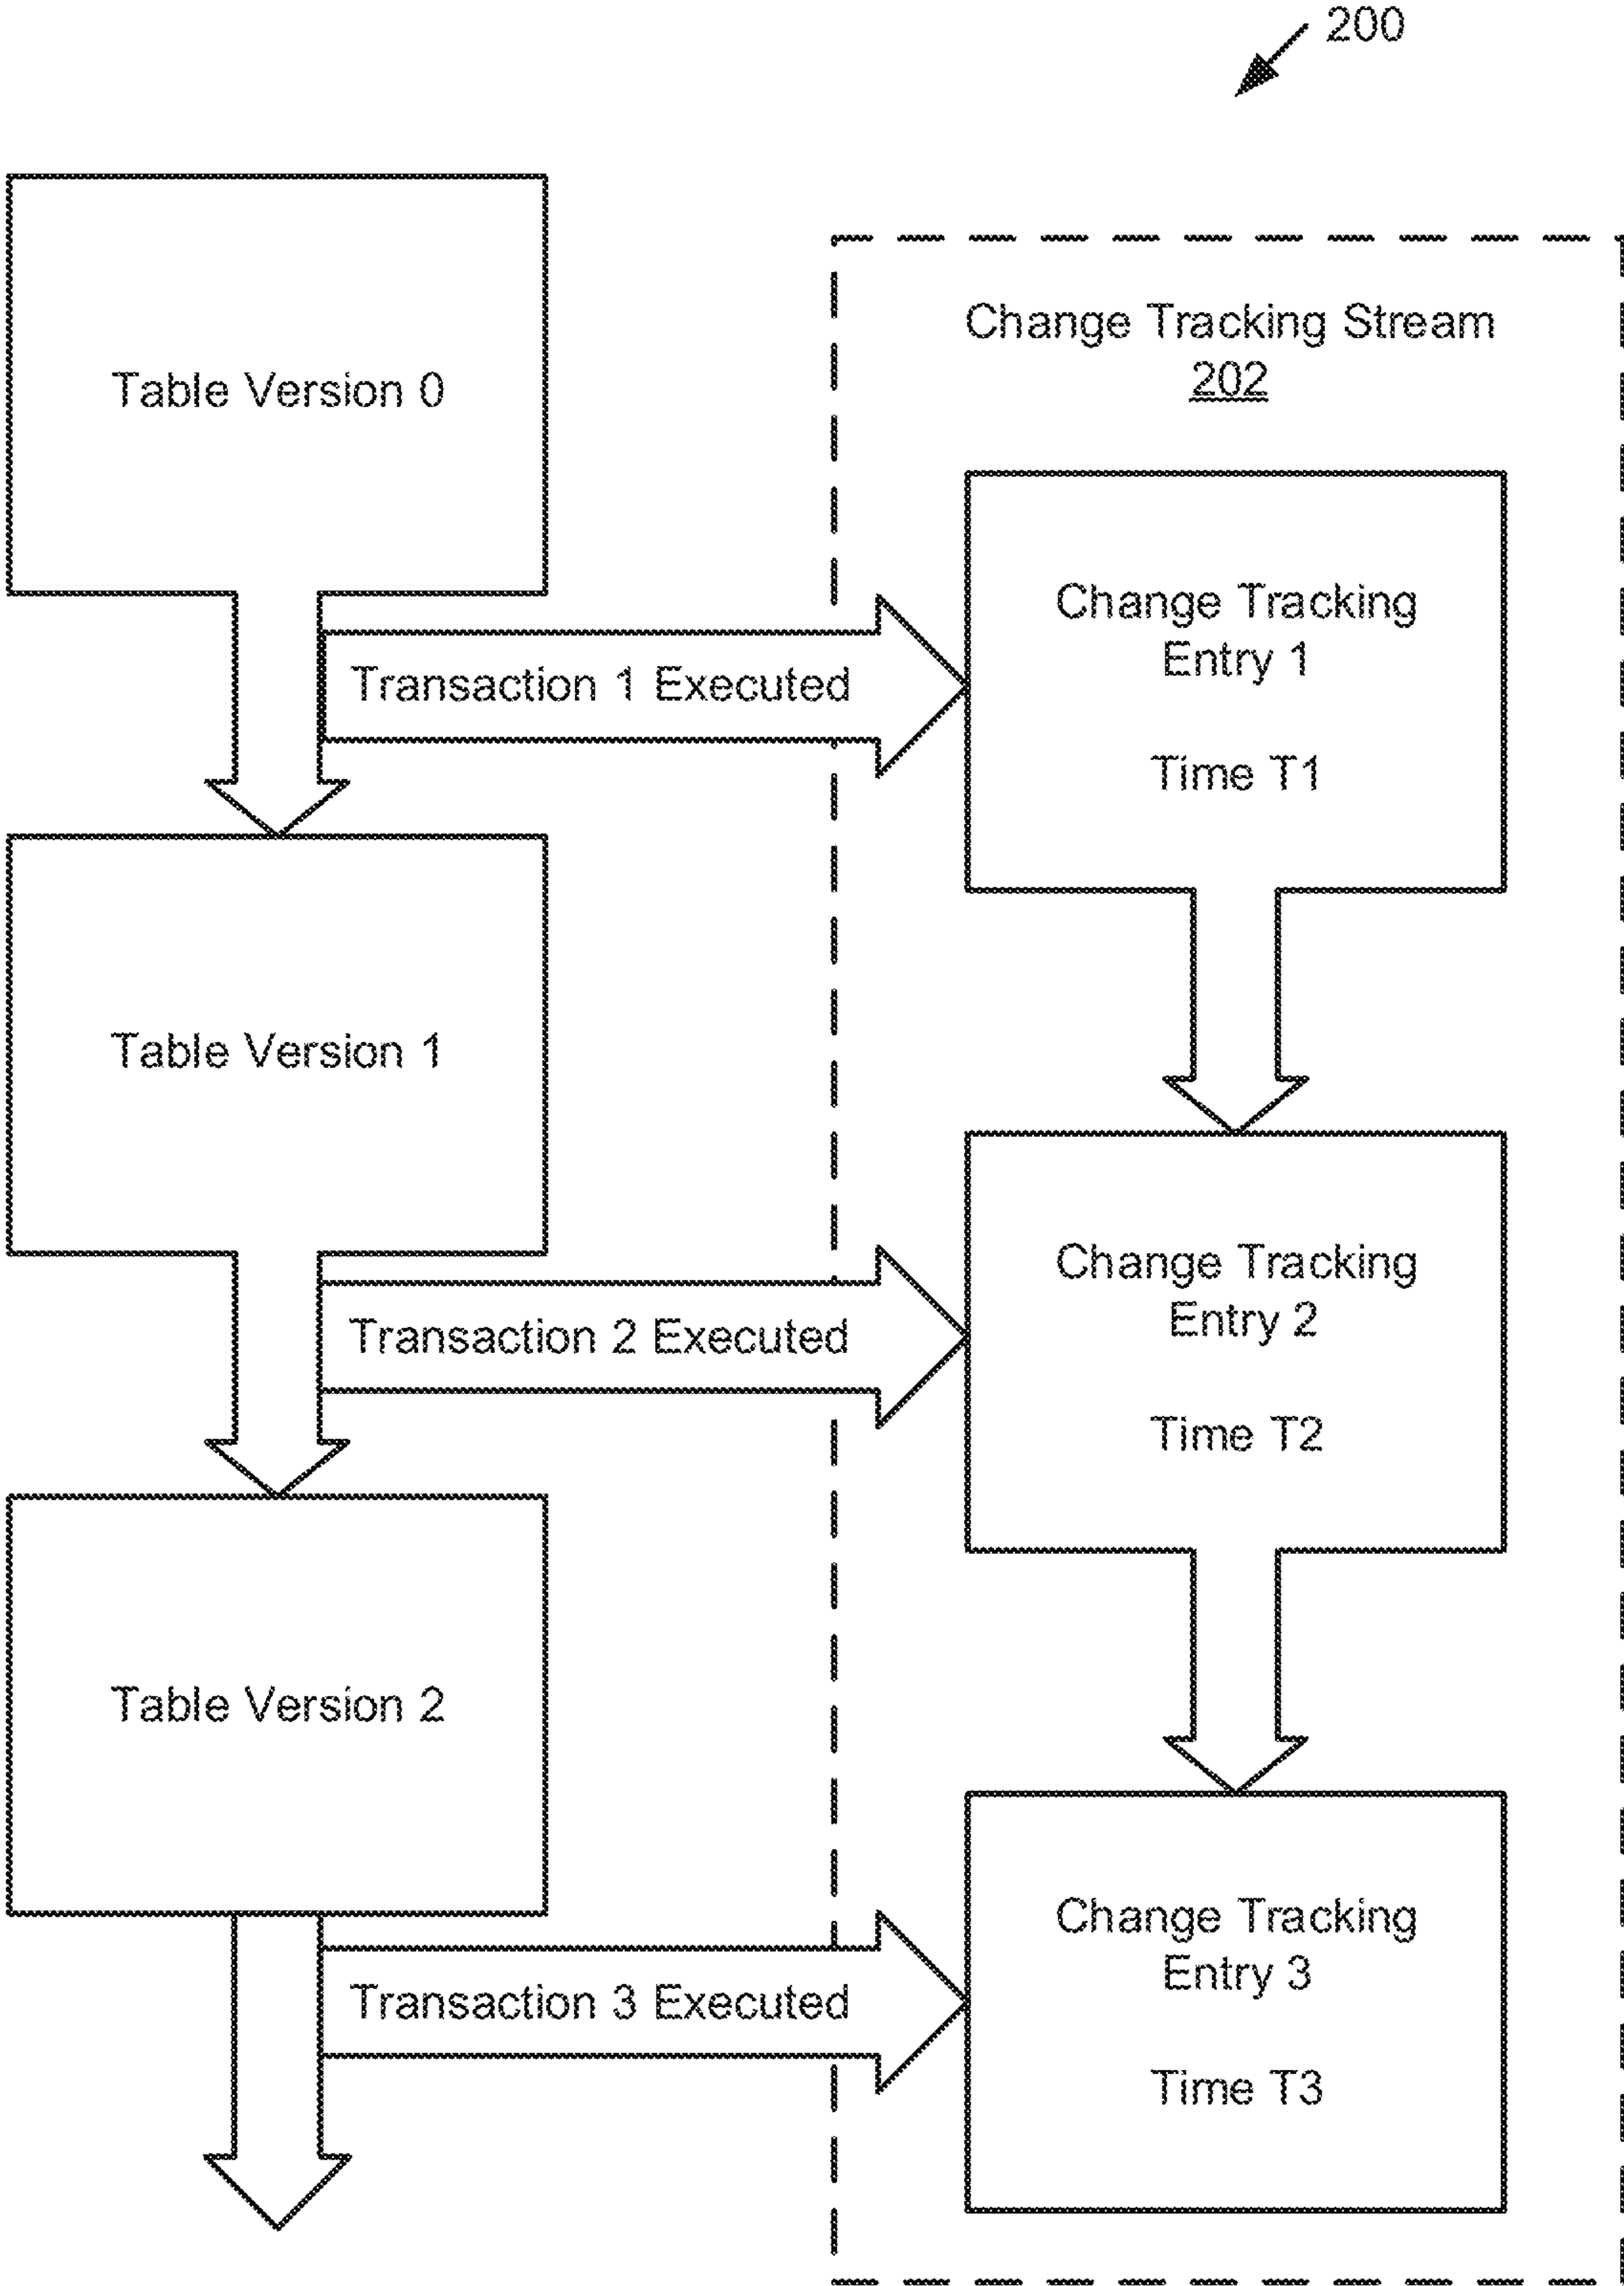 200
Table Version 0
Change Tracking Stream
202
Change Tracking
Entry 1
Time T1
Transaction 1 Executed
Table Version 1
Change Tracking
Entry 2
Time T2
Transaction 2 Executed
Table Version 2
Change Tracking
Entry 3
Time T3
Transaction 3 Executed